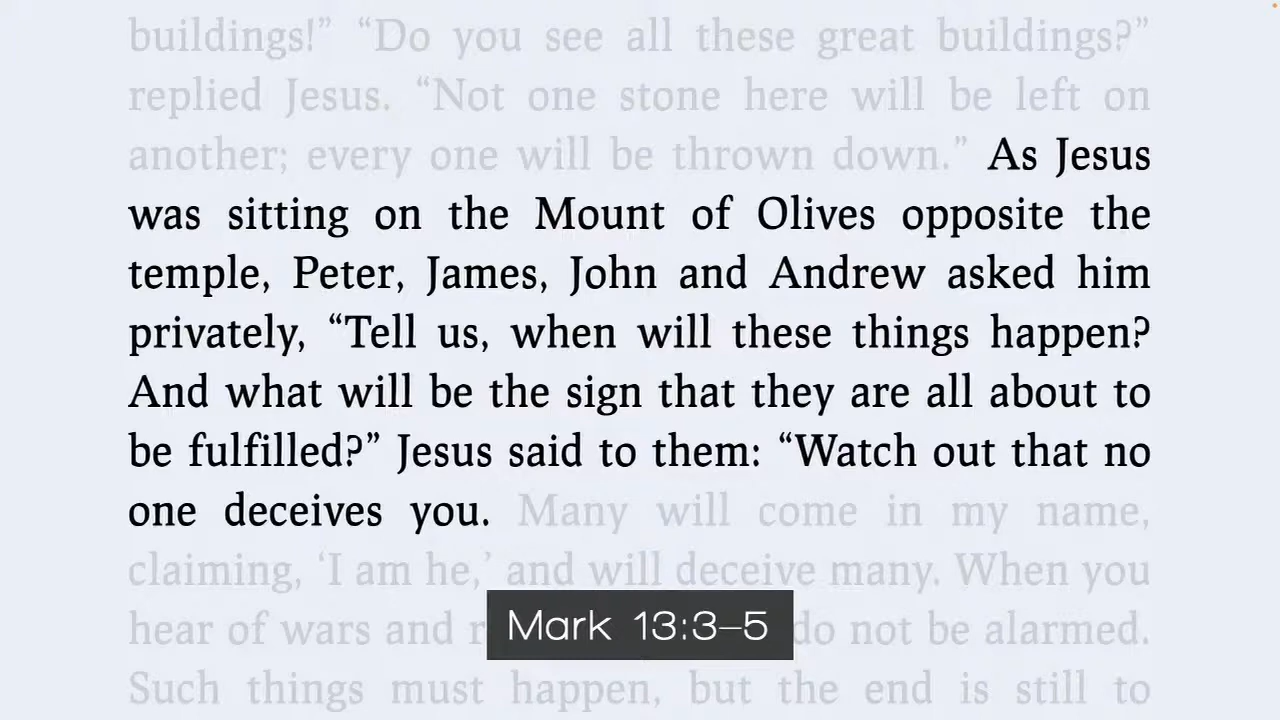 buildings!” “Do you see all these great buildings?”
replied Jesus. “Not one stone here will be left on
another; every one will be thrown down.” As Jesus
was sitting on the Mount of Olives opposite the
temple, Peter, James, John and Andrew asked him
privately, “Tell us, when will these things happen?
And what will be the sign that they are all about to
be fulfilled?” Jesus said to them: “Watch out that no
one deceives you. Many will come in my name,
claiming, ‘I am he,’ and will deceive many. When you
hear of wars and do not be alarmed.
Mark 13:3–5
Such things must happen, but the end is still to